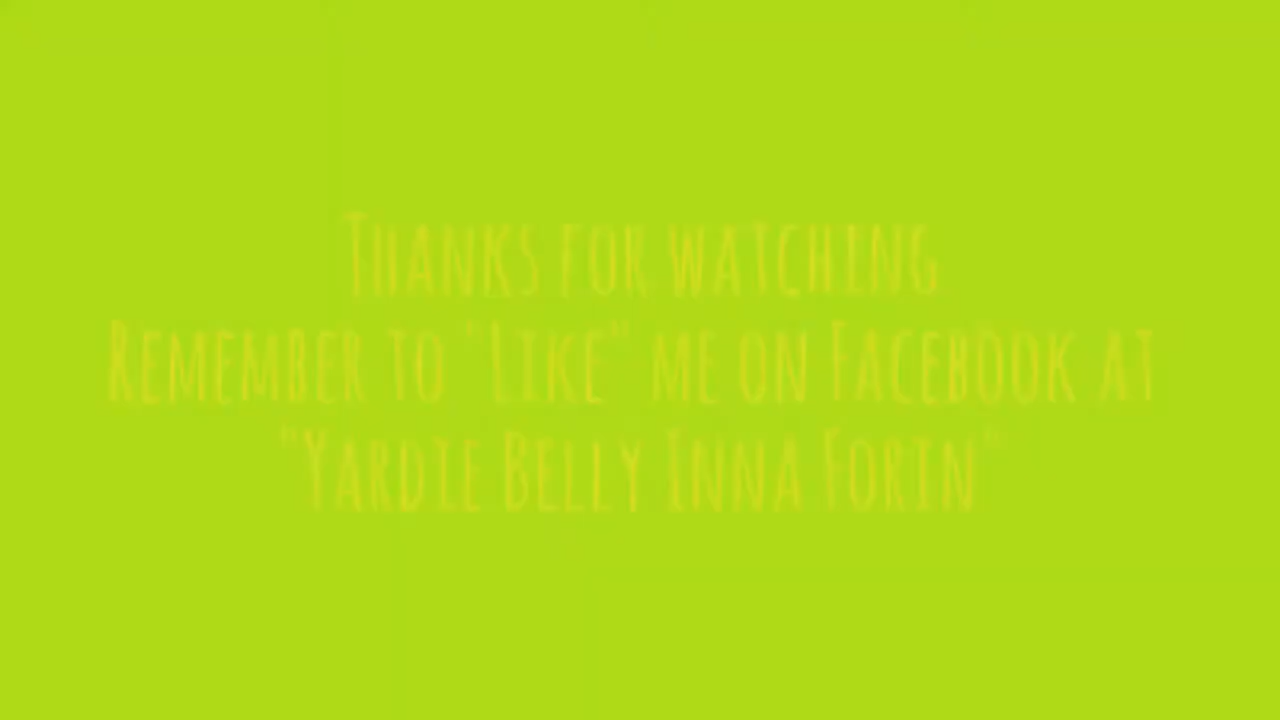 Thanks for watching
Remember to "Like" me on Facebook at
"Yardie Belly Inna Forin"